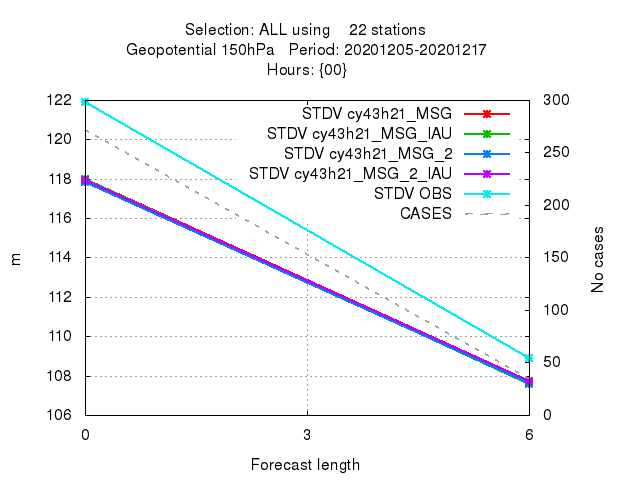 Selection: ALL using    22 stations
Geopotential 150hPa   Period: 20201205-20201217
Hours: {00}
122
120
118
116
114
112
110
108
106
m
STDV cy43h21_MSG
STDV cy43h21_MSG_IAU
STDV cy43h21_MSG_2
STDV cy43h21_MSG_2_IAU
STDV OBS
CASES
300
250
200
150
100
50
0
No cases
0 3 6
Forecast length